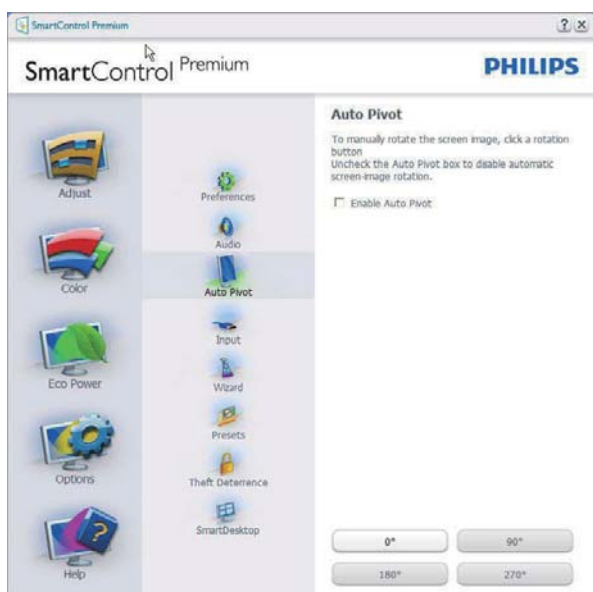 SmartControl Premium
? x
SmartControl Premium
PHILIPS
Adjust
Color
Eco Power
Options
Help
Preferences
Audio
Auto Pivot
Input
Wizard
Presets
Theft Deterrence
SmartDesktop
Auto Pivot
To manually rotate the screen image, click a rotation
button
Uncheck the Auto Pivot box to disable automatic
screen-image rotation.
Enable Auto Pivot
0°
90°
180°
270°